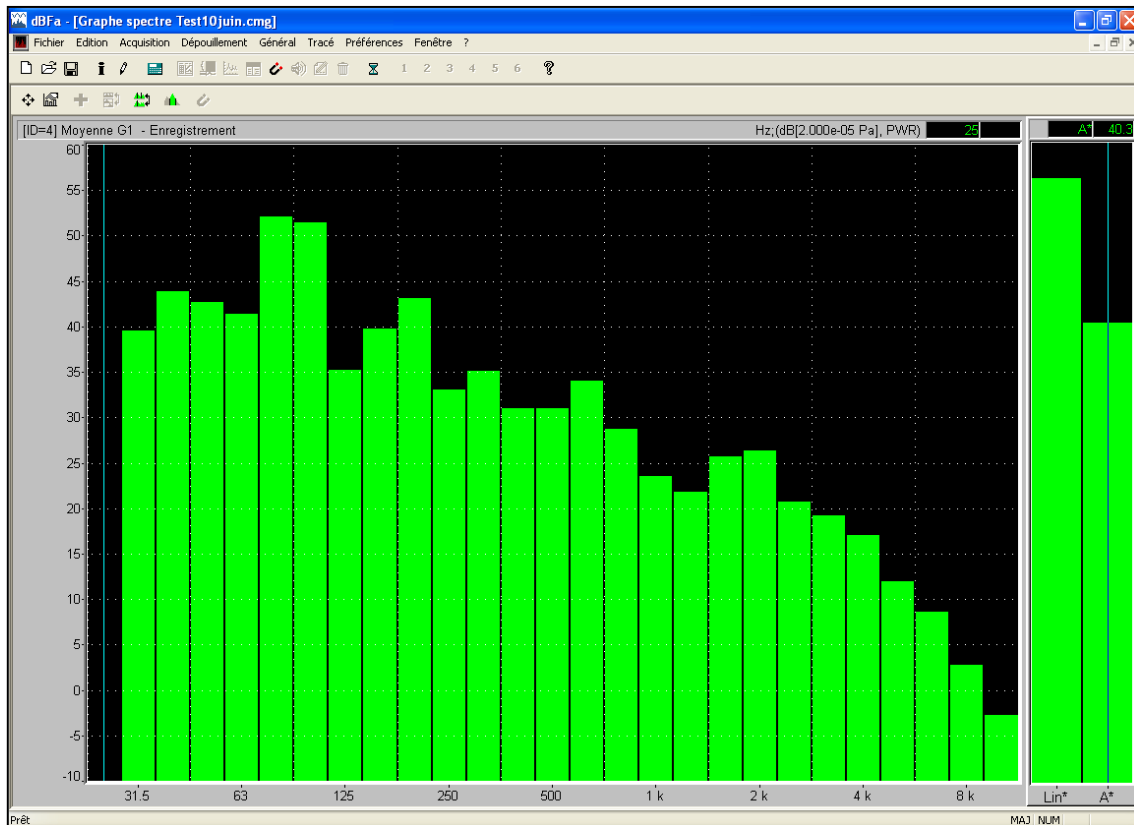 dBFa - [Graphe spectre Test10juin.cmg]
Fichier Edition Acquisition Dépouillement Général Tracé Préférences Fenêtre ?
1 2 3 4 5 6
[ID=4] Moyenne G1 - Enregistrement Hz;(dB[2.000e-05 Pa], PWR) 25 A* 40.3
60
55
50
45
40
35
30
25
20
15
10
5
0
-5
-10
31.5 63 125 250 500 1 k 2 k 4 k 8 k Lin* A*
Prêt MAJ NUM